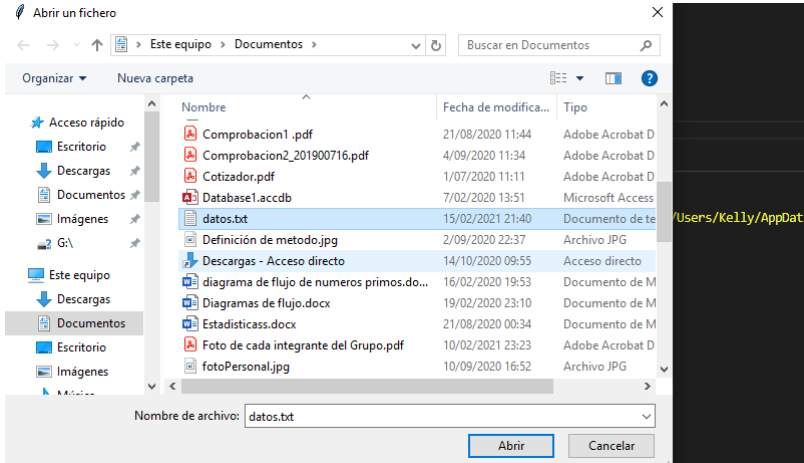 Abrir un fichero
Este equipo > Documentos >
Buscar en Documentos
Organizar
Nueva carpeta
Acceso rápido
Escritorio
Descargas
Documentos
Imágenes
G:\
Este equipo
Descargas
Documentos
Escritorio
Imágenes
Nombre Fecha de modifica... Tipo
Comprobacion1 .pdf 21/08/2020 11:44 Adobe Acrobat D
Comprobacion2_201900716.pdf 4/09/2020 11:34 Adobe Acrobat D
Cotizador.pdf 1/07/2020 11:11 Adobe Acrobat D
Database1.accdb 7/02/2020 13:51 Microsoft Access
datos.txt 15/02/2021 21:40 Documento de te
Definición de metodo.jpg 2/09/2020 22:37 Archivo JPG
Descargas - Acceso directo 14/10/2020 09:55 Acceso directo
diagrama de flujo de numeros primos.do... 16/02/2020 19:53 Documento de M
Diagramas de flujo.docx 19/02/2020 23:10 Documento de M
Estadisticass.docx 21/08/2020 00:34 Documento de M
Foto de cada integrante del Grupo.pdf 10/02/2021 23:23 Adobe Acrobat D
fotoPersonal.jpg 10/09/2020 16:52 Archivo JPG
/Users/Kelly/AppDat
Nombre de archivo: datos.txt
Abrir
Cancelar